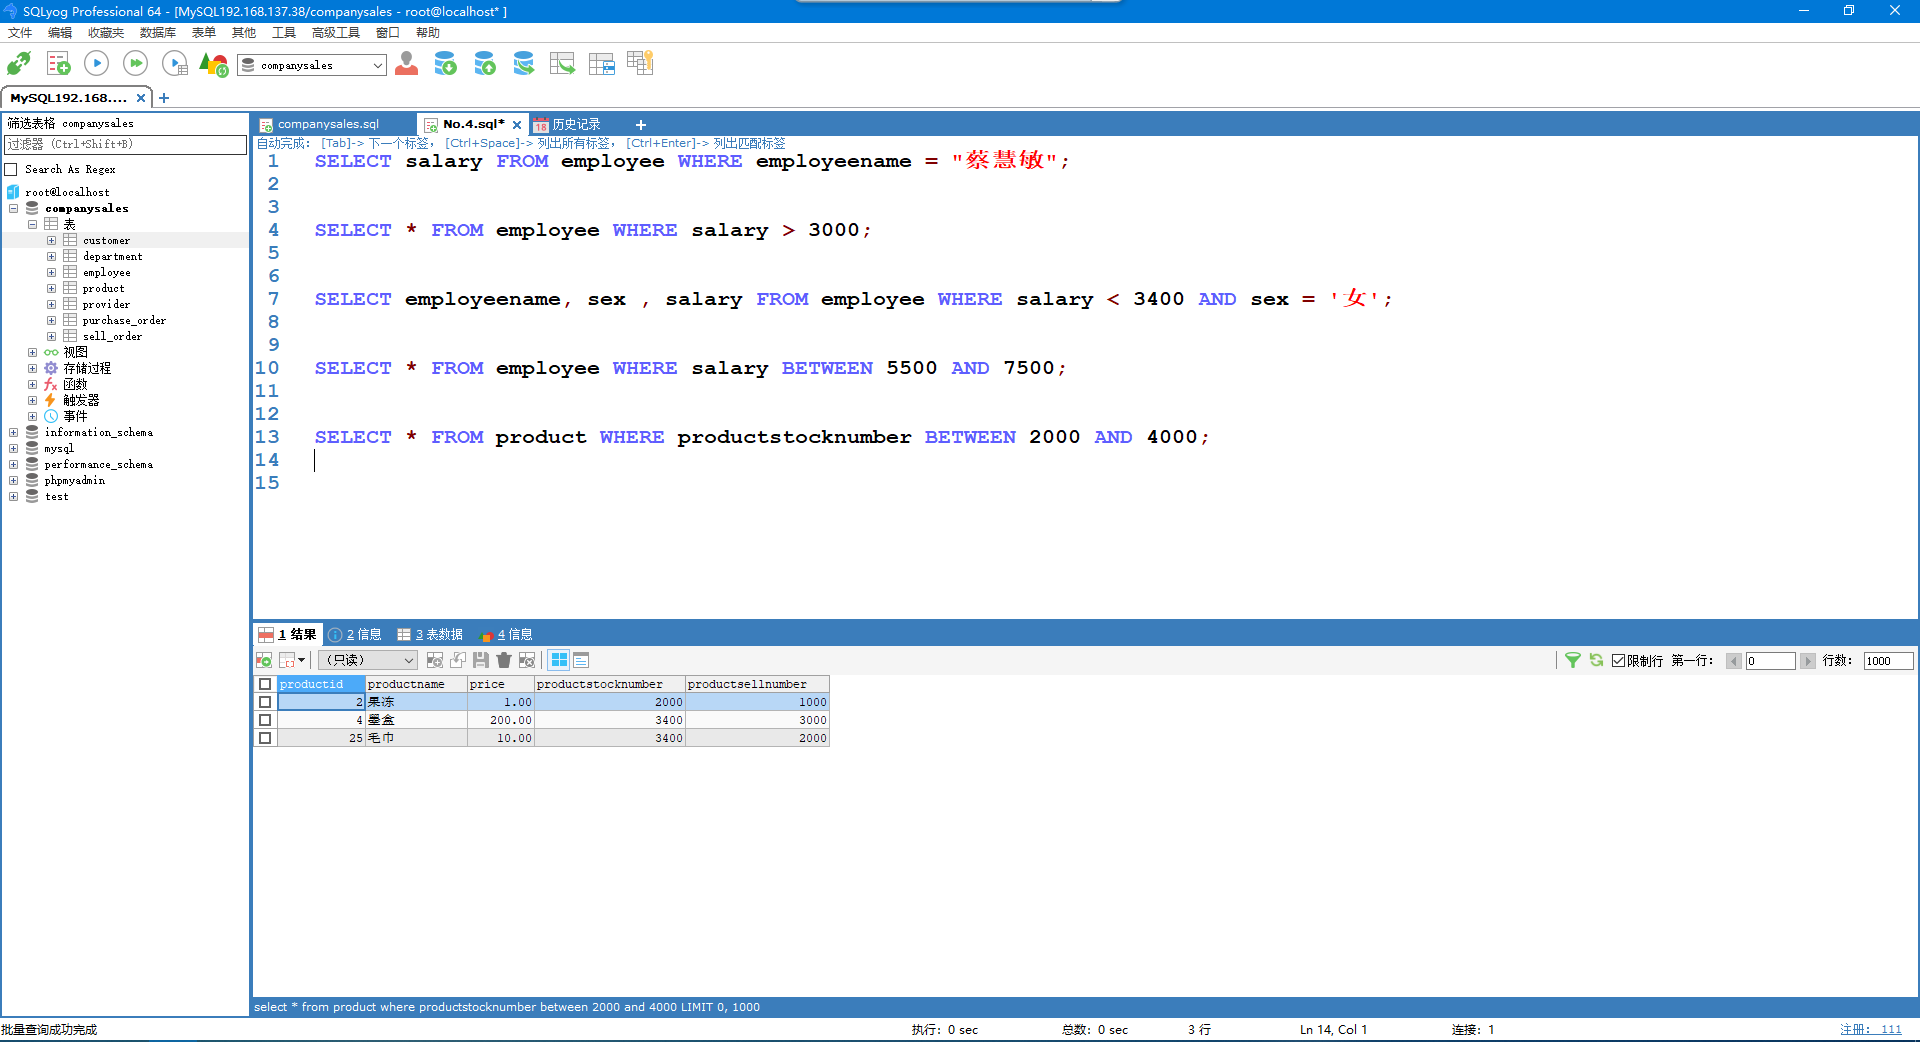 SQLyog Professional 64 - [MySQL192.168.137.38/companysales - root@localhost* ]
文件 编辑 收藏夹 数据库 表单 其他 工具 高级工具 窗口 帮助
companysales
MySQL192.168....
筛选表格 companysales
过滤器 (Ctrl+Shift+B)
Search As Regex
root@localhost
companysales
表
customer
department
employee
product
provider
purchase_order
sell_order
视图
存储过程
函数
触发器
事件
information_schema
mysql
performance_schema
phpmyadmin
test
companysales.sql No.4.sql* 18 历史记录
自动完成: [Tab]-> 下一个标签, [Ctrl+Space]-> 列出所有标签, [Ctrl+Enter]-> 列出匹配标签
1 SELECT salary FROM employee WHERE employeename = "蔡慧敏";
2
3
4 SELECT * FROM employee WHERE salary > 3000;
5
6
7 SELECT employeename, sex , salary FROM employee WHERE salary < 3400 AND sex = '女';
8
9
10 SELECT * FROM employee WHERE salary BETWEEN 5500 AND 7500;
11
12
13 SELECT * FROM product WHERE productstocknumber BETWEEN 2000 AND 4000;
14
15
1 结果 2 信息 3 表数据 4 信息
(只读) 限制行 第一行: 0 行数: 1000
productid productname price productstocknumber productsellnumber
2 果冻 1.00 2000 1000
4 墨盒 200.00 3400 3000
25 毛巾 10.00 3400 2000
select * from product where productstocknumber between 2000 and 4000 LIMIT 0, 1000
批量查询成功完成 执行: 0 sec 总数: 0 sec 3 行 Ln 14, Col 1 连接: 1 注册: 111